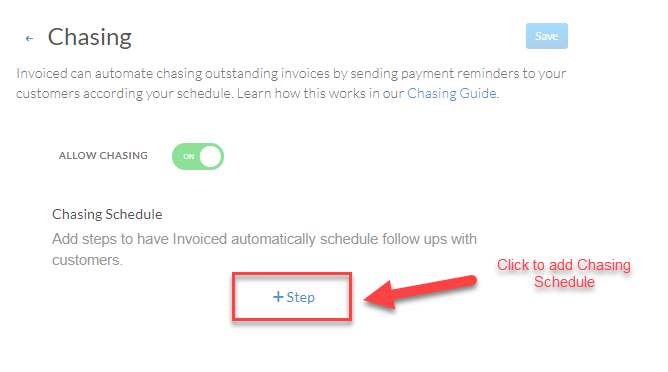 ← Chasing
Save
Invoiced can automate chasing outstanding invoices by sending payment reminders to your
customers according your schedule. Learn how this works in our Chasing Guide.
ALLOW CHASING
ON
Chasing Schedule
Add steps to have Invoiced automatically schedule follow ups with
customers.
+ Step
Click to add Chasing
Schedule